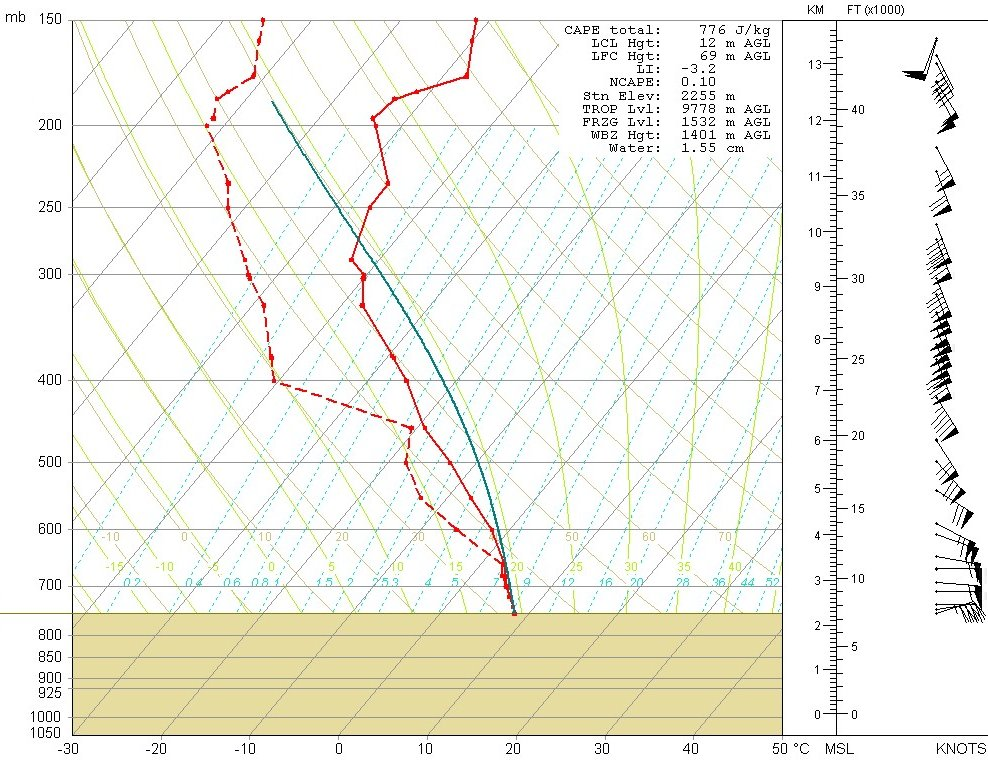 mb
KM FT (x1000)
150
CAPE total: 776 J/kg
LCL Hgt: 12 m AGL
LFC Hgt: 69 m AGL
LI: -3.2
NCAPE: 0.10
Stn Elev: 2255 m
TROP Lvl: 9778 m AGL
FRZG Lvl: 1532 m AGL
WBZ Hgt: 1401 m AGL
Water: 1.55 cm
13
40
200
12
11
35
250
10
300
30
9
8
25
400
7
20
6
500
5
15
600
-10 0 10 20 30 50 60 70
4
-15 -10 -5 0 5 10 15 20 25 30 35 40
0.2 0.4 0.6 0.8 1 1.5 2 2.5 3 4 5 7 9 12 16 20 28 36 44 52
700
3
10
800
2
850
5
900
1
925
1000
0 0
1050
-30 -20 -10 0 10 20 30 40 50 °C MSL KNOTS